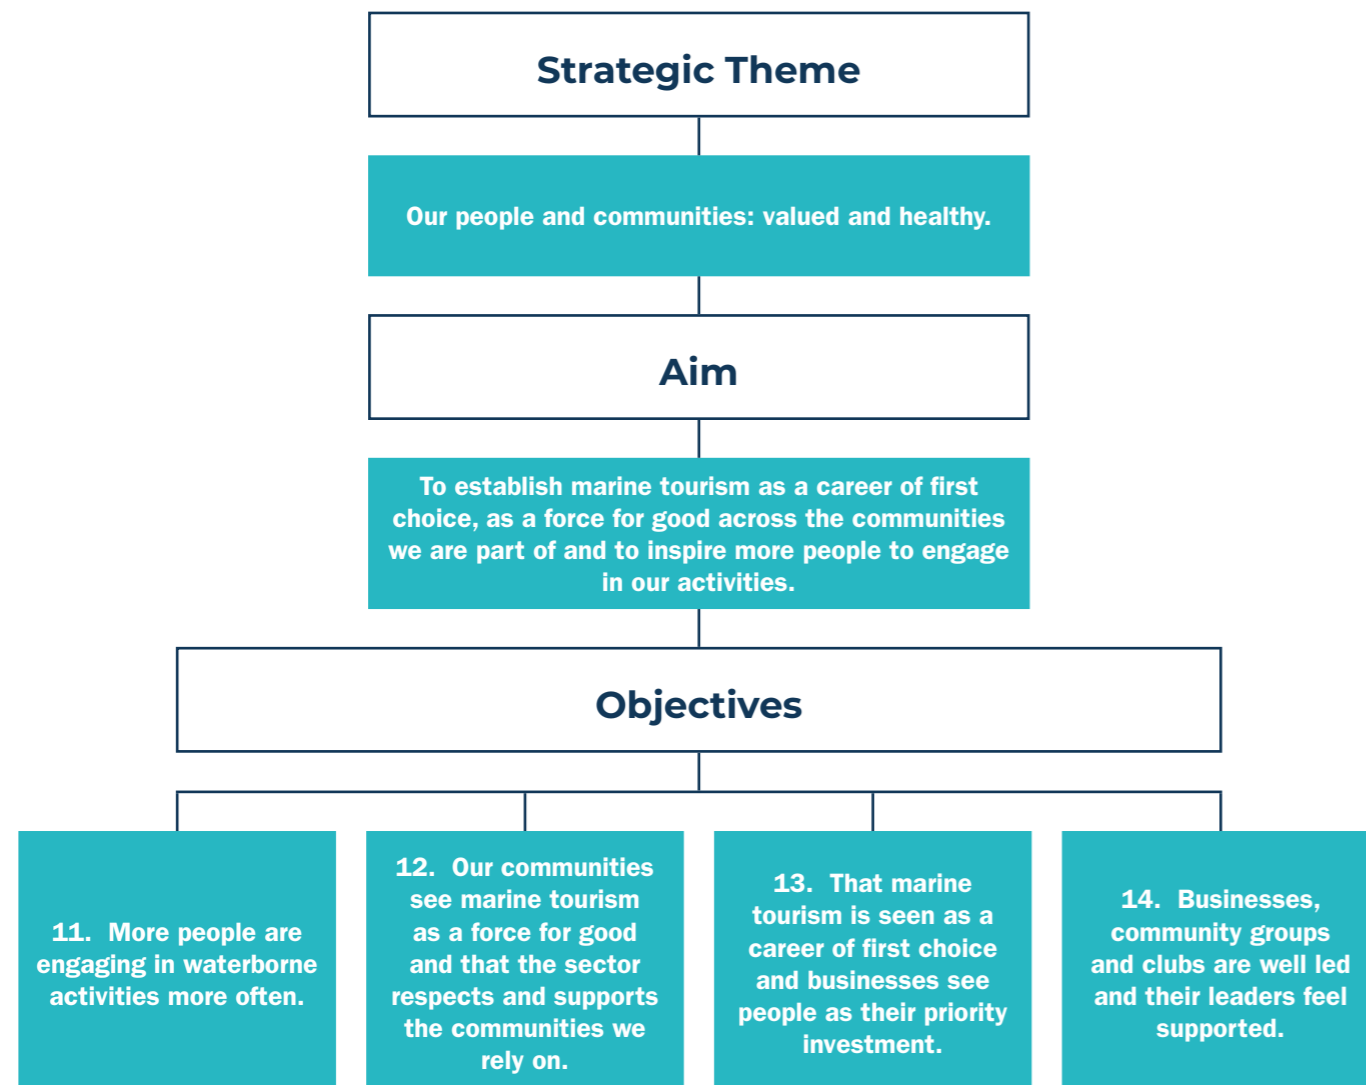 Strategic Theme
Our people and communities: valued and healthy.
Aim
To establish marine tourism as a career of first
choice, as a force for good across the communities
we are part of and to inspire more people to engage
in our activities.
Objectives
11. More people are
engaging in waterborne
activities more often.
12. Our communities
see marine tourism
as a force for good
and that the sector
respects and supports
the communities we
rely on.
13. That marine
tourism is seen as a
career of first choice
and businesses see
people as their priority
investment.
14. Businesses,
community groups
and clubs are well led
and their leaders feel
supported.